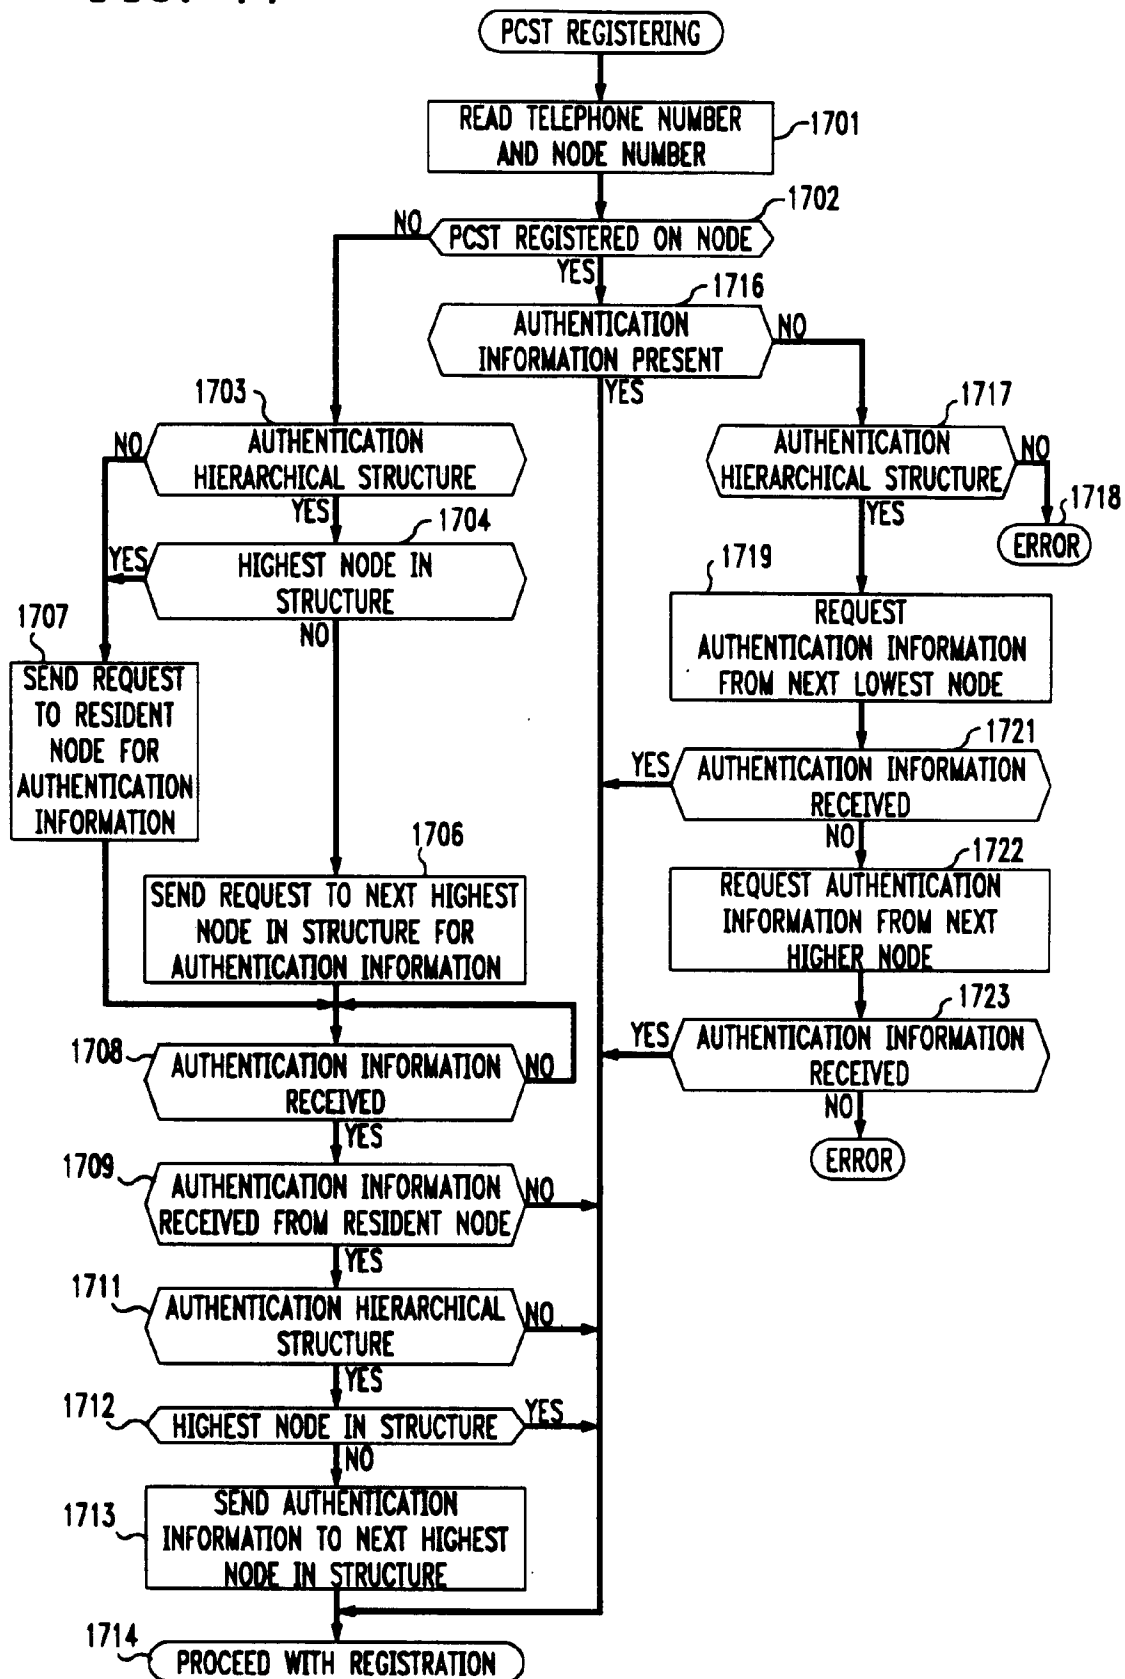 PCST REGISTERING
READ TELEPHONE NUMBER
AND NODE NUMBER
1701
1702
NO
PCST REGISTERED ON NODE
YES
1716
AUTHENTICATION
INFORMATION PRESENT
NO
YES
1703
NO
AUTHENTICATION
HIERARCHICAL STRUCTURE
YES
1704
YES
HIGHEST NODE IN
STRUCTURE
NO
1707
SEND REQUEST
TO RESIDENT
NODE FOR
AUTHENTICATION
INFORMATION
1706
SEND REQUEST TO NEXT HIGHEST
NODE IN STRUCTURE FOR
AUTHENTICATION INFORMATION
1708
AUTHENTICATION INFORMATION
RECEIVED
NO
YES
1709
AUTHENTICATION INFORMATION
RECEIVED FROM RESIDENT NODE
NO
YES
1711
AUTHENTICATION HIERARCHICAL
STRUCTURE
NO
YES
1712
HIGHEST NODE IN STRUCTURE
YES
NO
1713
SEND AUTHENTICATION
INFORMATION TO NEXT HIGHEST
NODE IN STRUCTURE
1714
PROCEED WITH REGISTRATION
1717
AUTHENTICATION
HIERARCHICAL STRUCTURE
NO
1718
ERROR
YES
1719
REQUEST
AUTHENTICATION INFORMATION
FROM NEXT LOWEST NODE
1721
YES
AUTHENTICATION INFORMATION
RECEIVED
NO
1722
REQUEST AUTHENTICATION
INFORMATION FROM NEXT
HIGHER NODE
1723
YES
AUTHENTICATION INFORMATION
RECEIVED
NO
ERROR